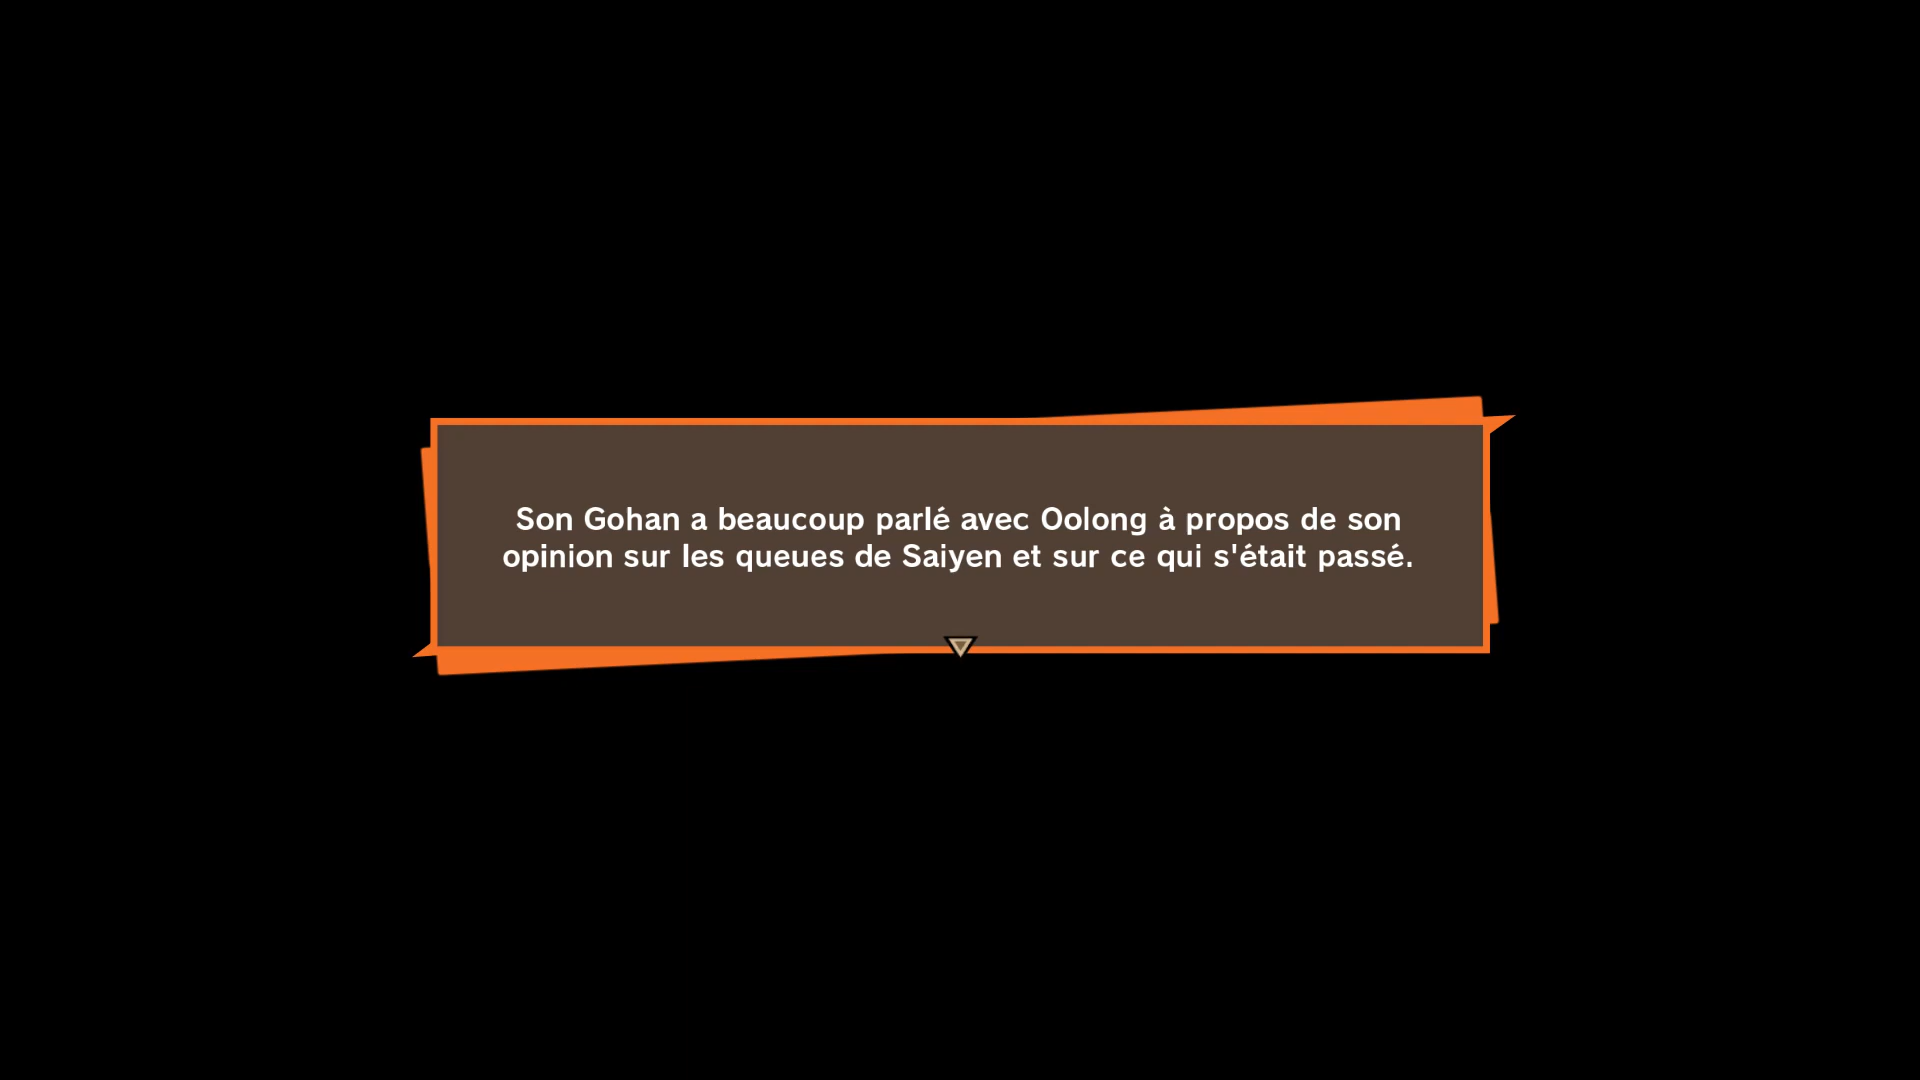 Son Gohan a beaucoup parlé avec Oolong à propos de son
opinion sur les queues de Saiyen et sur ce qui s'était passé.